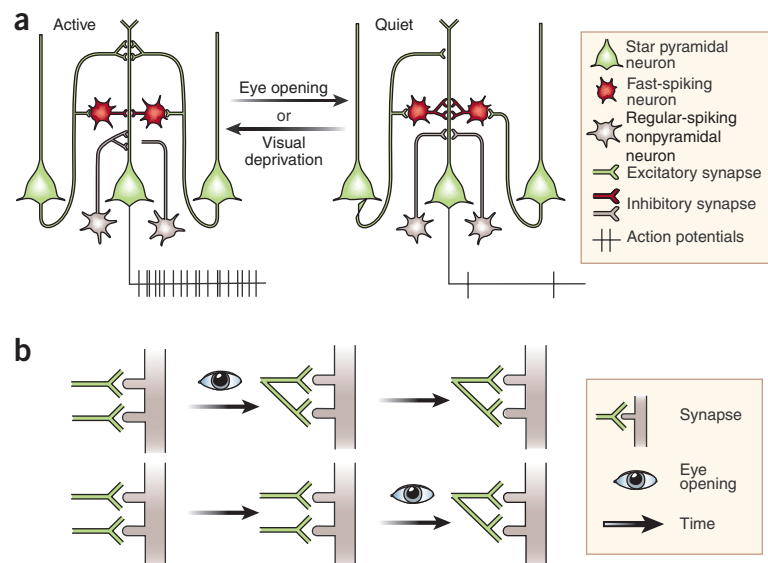 a
Active
Quiet
Eye opening
or
Visual
deprivation
Star pyramidal
neuron
Fast-spiking
neuron
Regular-spiking
nonpyramidal
neuron
Excitatory synapse
Inhibitory synapse
Action potentials
b
Synapse
Eye
opening
Time